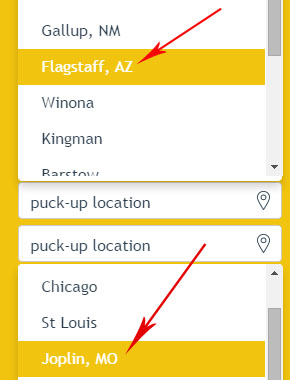 Gallup, NM
Flagstaff, AZ
Winona
Kingman
Barstow
puck-up location
puck-up location
Chicago
St Louis
Joplin, MO